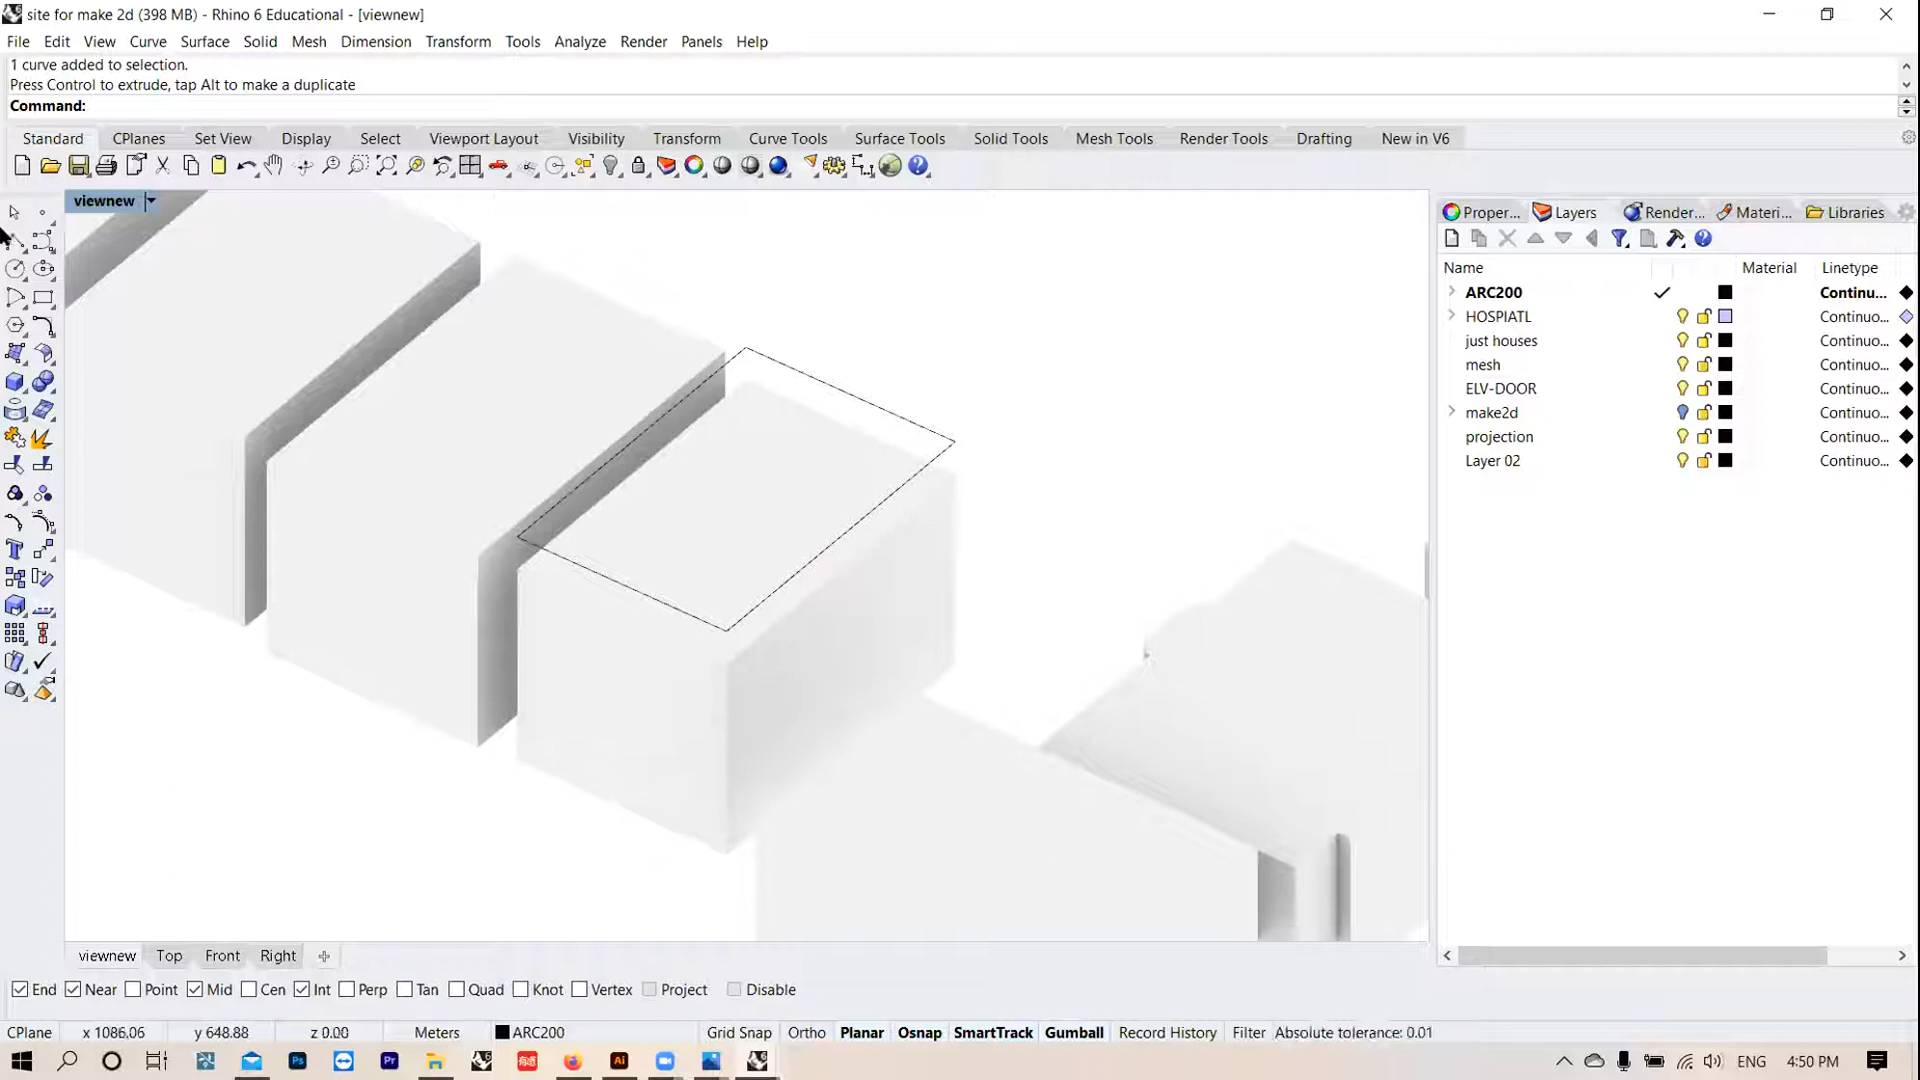 site for make 2d (398 MB) - Rhino 6 Educational - [viewnew]
File Edit View Curve Surface Solid Mesh Dimension Transform Tools Analyze Render Panels Help
1 curve added to selection.
Press Control to extrude, tap Alt to make a duplicate
Command:
Standard CPlanes Set View Display Select Viewport Layout Visibility Transform Curve Tools Surface Tools Solid Tools Mesh Tools Render Tools Drafting New in V6
viewnew
Proper... Layers Render... Materi... Libraries
Name Material Linetype
ARC200 Continu...
HOSPIATL Continuo...
just houses Continuo...
mesh Continuo...
ELV-DOOR Continuo...
make2d Continuo...
projection Continuo...
Layer 02 Continuo...
viewnew Top Front Right
End Near Point Mid Cen Int Perp Tan Quad Knot Vertex Project Disable
CPlane x 1086.06 y 648.88 z 0.00 Meters ARC200 Grid Snap Ortho Planar Osnap SmartTrack Gumball Record History Filter Absolute tolerance: 0.01
Ps Pr Ai ENG 4:50 PM